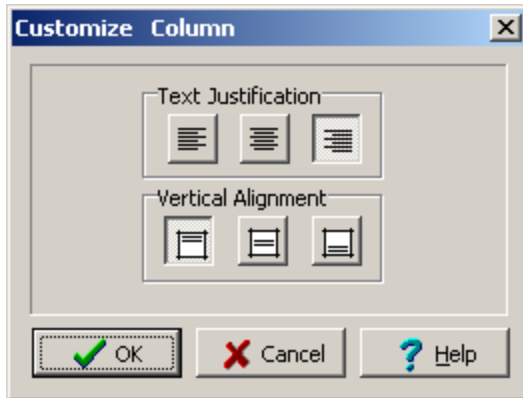 Customize Column
Text Justification
Vertical Alignment
OK Cancel Help